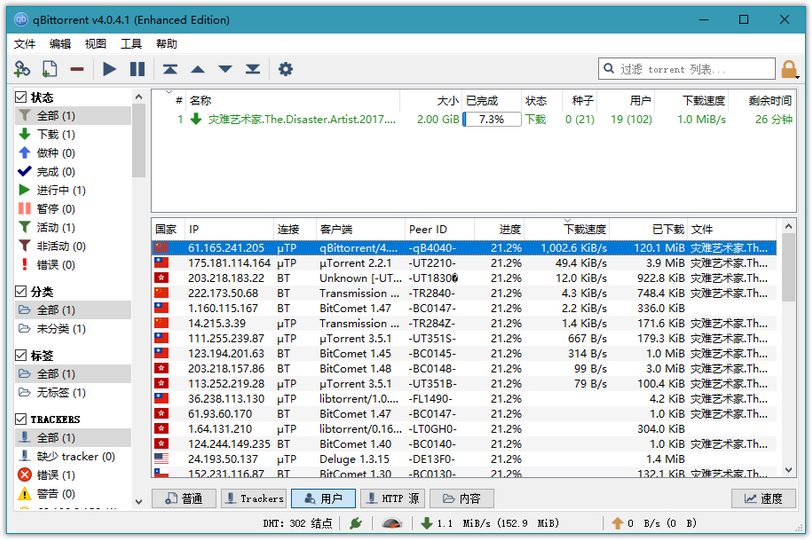 qBittorrent v4.0.4.1 (Enhanced Edition)
文件 编辑 视图 工具 帮助
过滤 torrent 列表...
状态
全部 (1)
下载 (1)
做种 (0)
完成 (0)
进行中 (1)
暂停 (0)
活动 (1)
非活动 (0)
错误 (0)
分类
全部 (1)
未分类 (1)
标签
全部 (1)
无标签 (1)
TRACKERS
全部 (1)
缺少 tracker (0)
错误 (1)
警告 (0)
# 名称 大小 已完成 状态 种子 用户 下载速度 剩余时间
1 灾难艺术家.The.Disaster.Artist.2017.... 2.00 GiB 7.3% 下载 0 (21) 19 (102) 1.0 MiB/s 26 分钟
国家 IP 连接 客户端 Peer ID 进度 下载速度 已下载 文件
61.165.241.205 μTP qBittorrent/4.... -qB4040- 21.2% 1,002.6 KiB/s 120.1 MiB 灾难艺术家.Th...
175.181.114.164 μTP μTorrent 2.2.1 -UT2210- 21.2% 49.4 KiB/s 3.9 MiB 灾难艺术家.Th...
203.218.183.22 BT Unknown [-UT... -UT1830� 21.2% 12.0 KiB/s 922.8 KiB 灾难艺术家.Th...
222.173.50.68 BT Transmission ... -TR2840- 21.2% 4.3 KiB/s 748.4 KiB 灾难艺术家.Th...
1.160.115.167 BT BitComet 1.47 -BC0147- 21.2% 2.2 KiB/s 336.0 KiB
14.215.3.39 μTP Transmission ... -TR284Z- 21.2% 1.4 KiB/s 171.6 KiB 灾难艺术家.Th...
111.255.239.87 μTP μTorrent 3.5.1 -UT351S- 21.2% 667 B/s 179.3 KiB 灾难艺术家.Th...
123.194.201.63 μTP BitComet 1.45 -BC0145- 21.2% 314 B/s 1.0 MiB 灾难艺术家.Th...
203.218.157.86 μTP BitComet 1.48 -BC0148- 21.2% 99 B/s 3.0 MiB 灾难艺术家.Th...
113.252.219.28 μTP μTorrent 3.5.1 -UT351B- 21.2% 79 B/s 100.4 KiB 灾难艺术家.Th...
36.238.113.130 μTP libtorrent/1.0.... -FL1490- 21.2% 4.2 KiB 灾难艺术家.Th...
61.93.60.170 BT BitComet 1.47 -BC0147- 21.2% 1.0 KiB 灾难艺术家.Th...
1.64.131.210 μTP libtorrent/0.16... -LT0GH0- 21.2% 304.0 KiB
124.244.149.235 BT BitComet 1.40 -BC0140- 21.2% 1.0 KiB 灾难艺术家.Th...
24.193.50.137 μTP Deluge 1.3.15 -DE13F0- 21.2% 1.4 MiB
152.231.116.87 BT BitComet 1.30 -BC0130- 21.2% 132.1 KiB 灾难艺术家.Th...
普通 Trackers 用户 HTTP 源 内容 速度
DHT: 302 结点 1.1 MiB/s (152.9 MiB) 0 B/s (0 B)